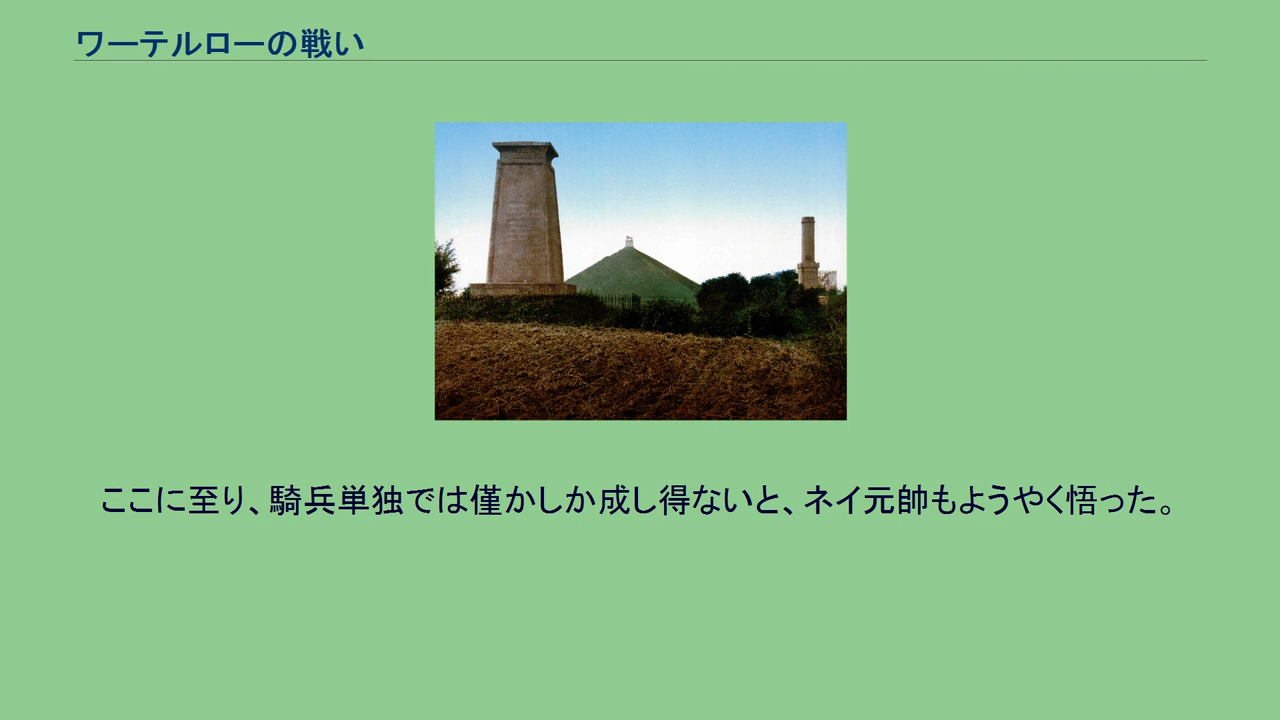 ワーテルローの戦い
ここに至り、騎兵単独では僅かしか成し得ないと、ネイ元帥もようやく悟った。